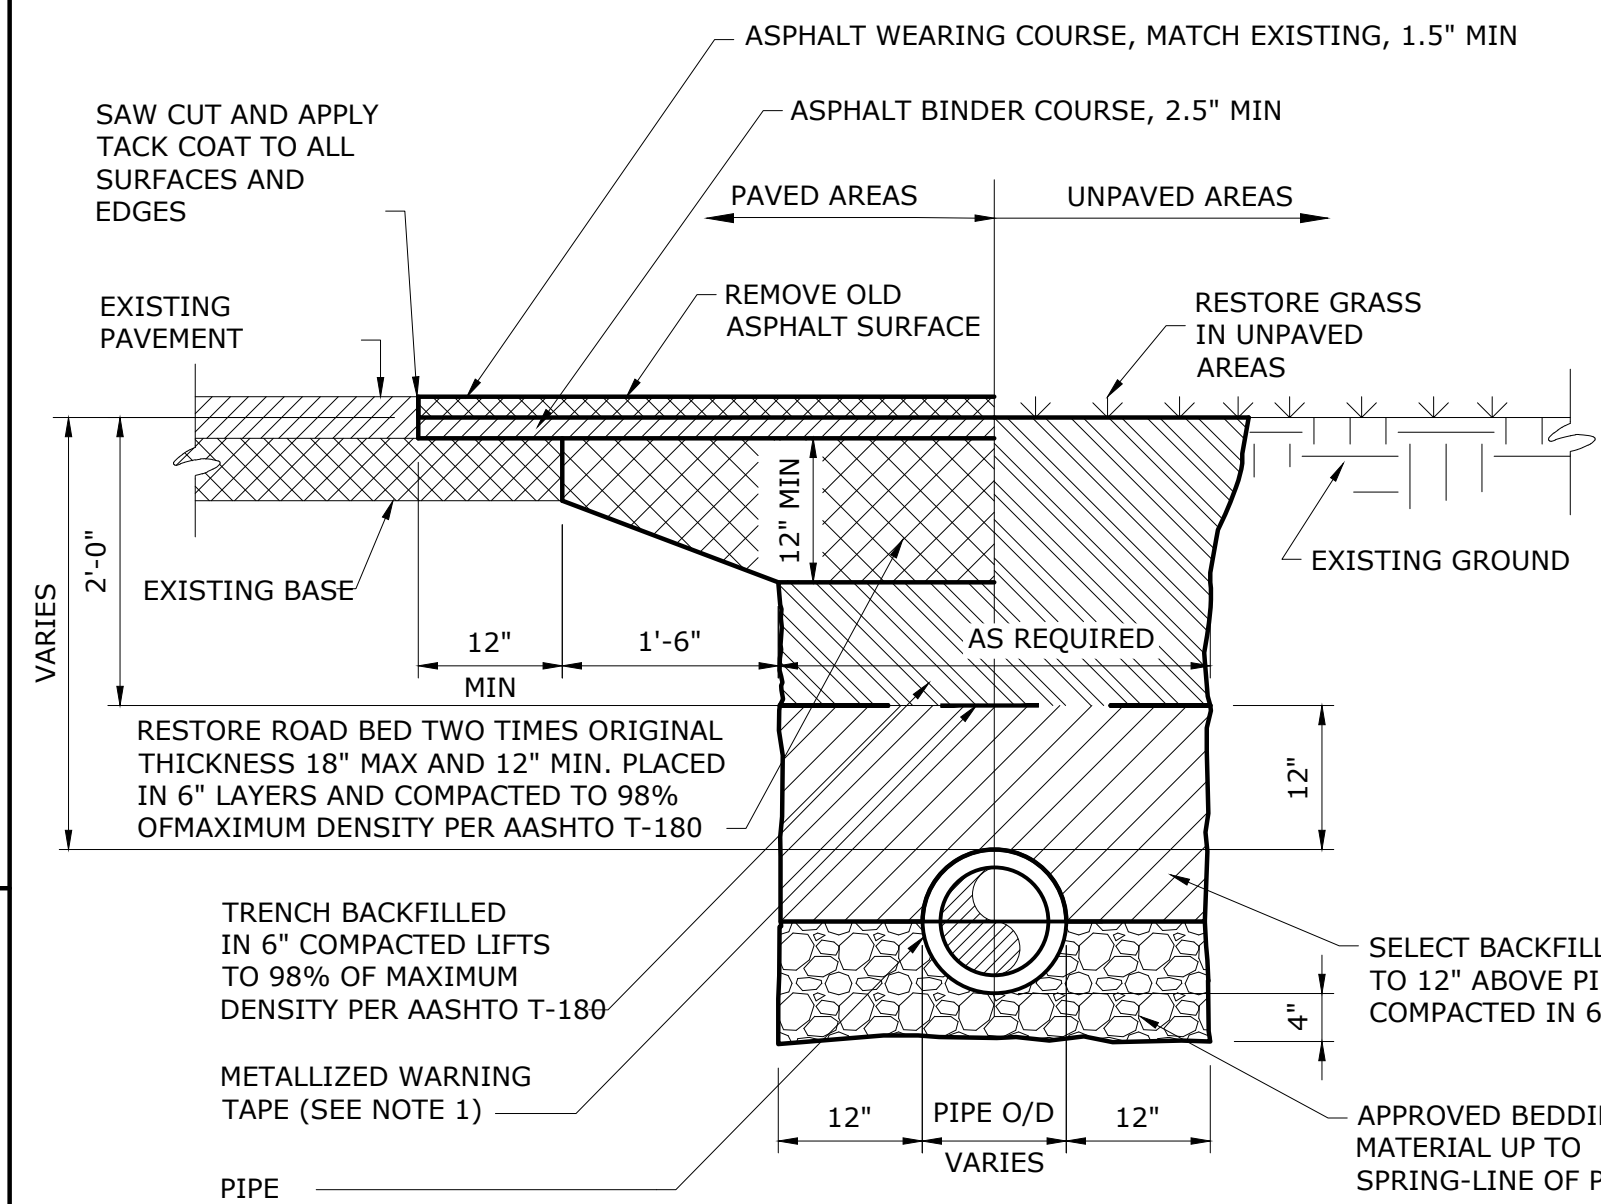 ASPHALT WEARING COURSE, MATCH EXISTING, 1.5" MIN
SAW CUT AND APPLY
TACK COAT TO ALL
SURFACES AND
EDGES
ASPHALT BINDER COURSE, 2.5" MIN
PAVED AREAS
UNPAVED AREAS
EXISTING
PAVEMENT
REMOVE OLD
ASPHALT SURFACE
RESTORE GRASS
IN UNPAVED
AREAS
12" MIN
2'-0"
VARIES
EXISTING BASE
EXISTING GROUND
12"
MIN
1'-6"
AS REQUIRED
RESTORE ROAD BED TWO TIMES ORIGINAL
THICKNESS 18" MAX AND 12" MIN. PLACED
IN 6" LAYERS AND COMPACTED TO 98%
OFMAXIMUM DENSITY PER AASHTO T-180
12"
TRENCH BACKFILLED
IN 6" COMPACTED LIFTS
TO 98% OF MAXIMUM
DENSITY PER AASHTO T-180
SELECT BACKFILL
TO 12" ABOVE PI
COMPACTED IN 6
4"
METALLIZED WARNING
TAPE (SEE NOTE 1)
12"
PIPE O/D
VARIES
12"
APPROVED BEDDI
MATERIAL UP TO
SPRING-LINE OF P
PIPE